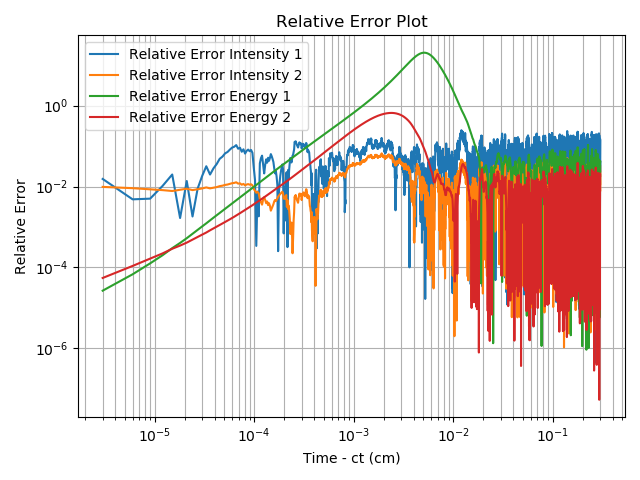 Relative Error Plot
Relative Error Intensity 1
Relative Error Intensity 2
Relative Error Energy 1
Relative Error Energy 2
Relative Error
10⁰
10⁻²
10⁻⁴
10⁻⁶
10⁻⁵ 10⁻⁴ 10⁻³ 10⁻² 10⁻¹
Time - ct (cm)